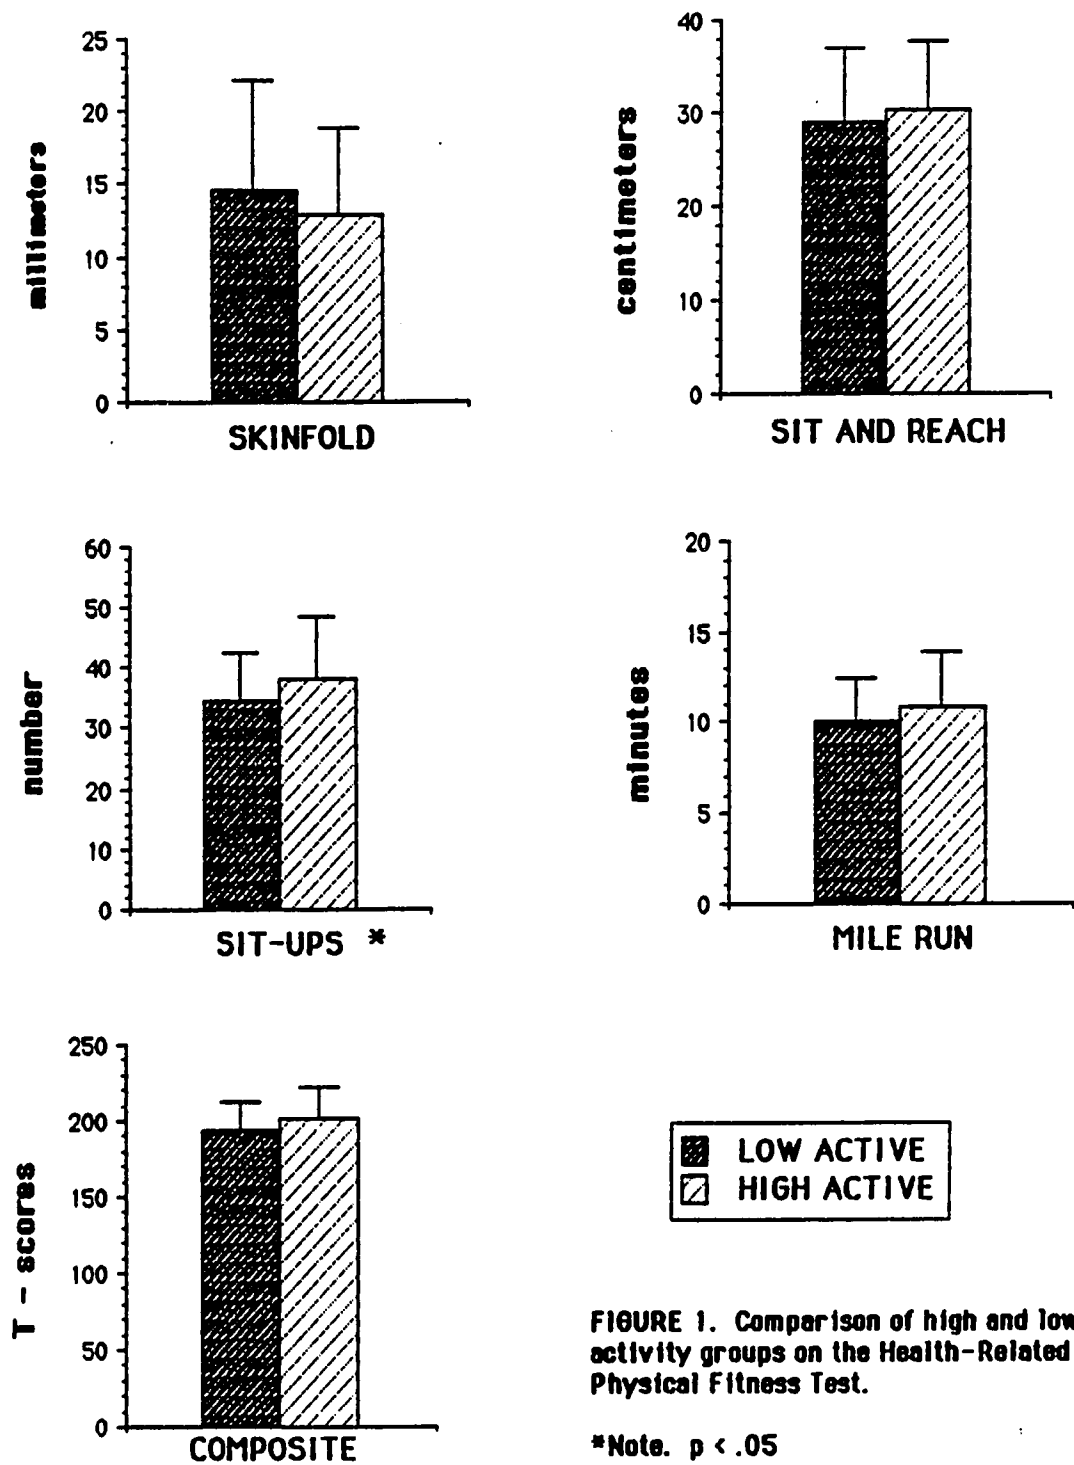 25
20
15
10
5
0
millimeters
SKINFOLD
40
30
20
10
0
centimeters
SIT AND REACH
60
50
40
30
20
10
0
number
SIT-UPS *
20
15
10
5
0
minutes
MILE RUN
250
200
150
100
50
0
T - scores
COMPOSITE
LOW ACTIVE
HIGH ACTIVE
FIGURE 1. Comparison of high and low
activity groups on the Health-Related
Physical Fitness Test.
*Note. p < .05